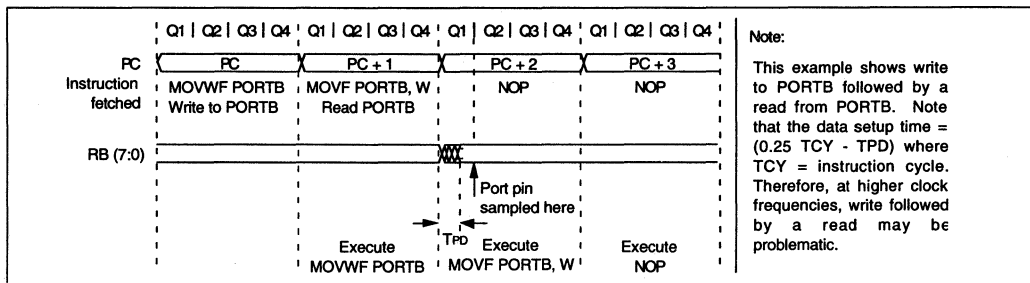 Q1 | Q2 | Q3 | Q4 Q1 | Q2 | Q3 | Q4 Q1 | Q2 | Q3 | Q4 Q1 | Q2 | Q3 | Q4
PC PC PC + 1 PC + 2 PC + 3
Instruction fetched
MOVWF PORTB
Write to PORTB
MOVF PORTB, W
Read PORTB
NOP
NOP
RB (7:0)
Port pin
sampled here
TPD
Execute
MOVWF PORTB
Execute
MOVF PORTB, W
Execute
NOP
Note:
This example shows write
to PORTB followed by a
read from PORTB. Note
that the data setup time =
(0.25 TCY - TPD) where
TCY = instruction cycle.
Therefore, at higher clock
frequencies, write followed
by a read may be
problematic.